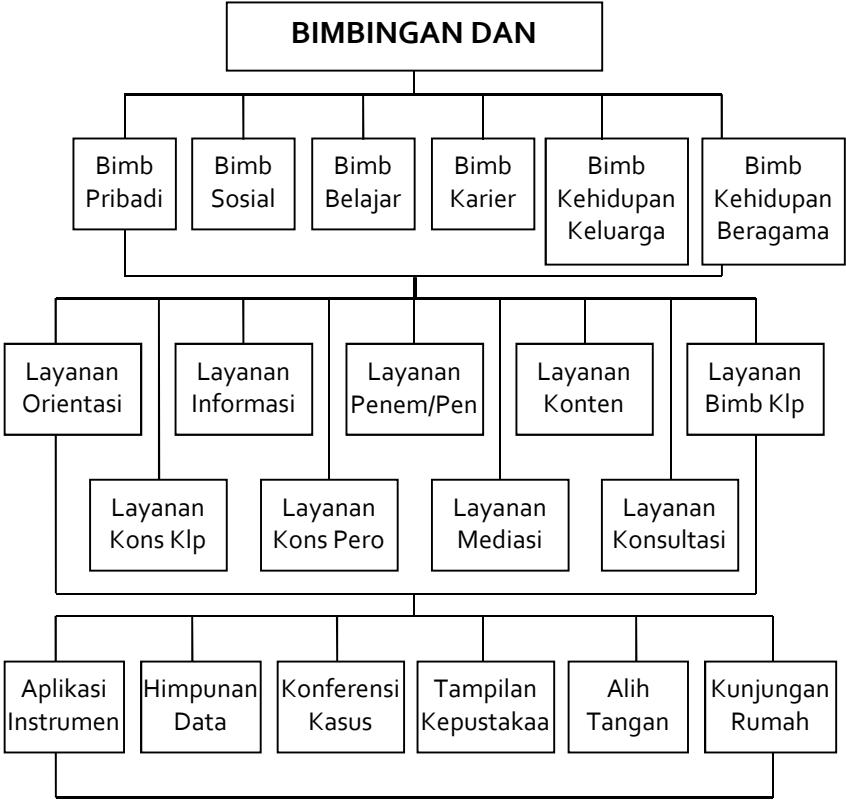 BIMBINGAN DAN
Bimb
Pribadi
Bimb
Sosial
Bimb
Belajar
Bimb
Karier
Bimb
Kehidupan
Keluarga
Bimb
Kehidupan
Beragama
Layanan
Orientasi
Layanan
Informasi
Layanan
Penem/Pen
Layanan
Konten
Layanan
Bimb Klp
Layanan
Kons Klp
Layanan
Kons Pero
Layanan
Mediasi
Layanan
Konsultasi
Aplikasi
Instrumen
Himpunan
Data
Konferensi
Kasus
Tampilan
Kepustakaa
Alih
Tangan
Kunjungan
Rumah